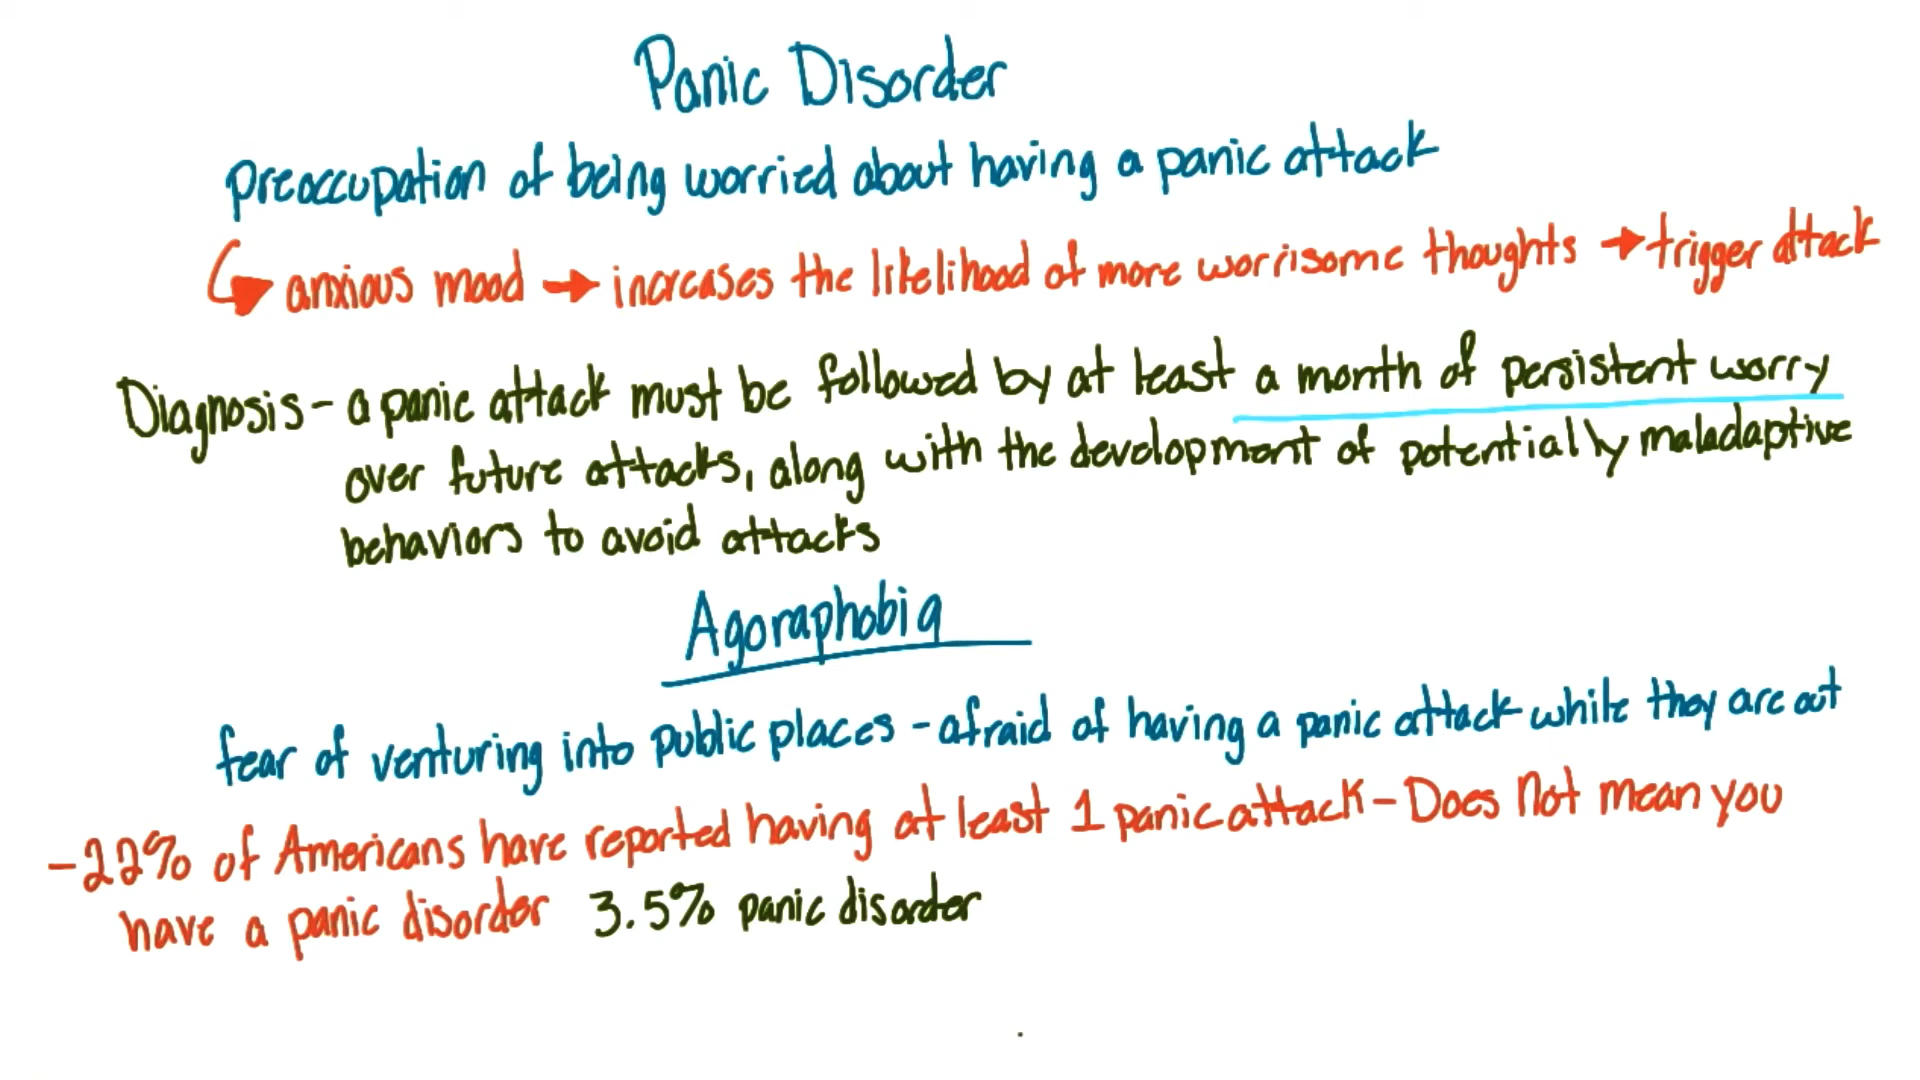 Panic Disorder
preoccupation of being worried about having a panic attack
anxious mood → increases the likelihood of more worrisome thoughts → trigger attack
Diagnosis - a panic attack must be followed by at least a month of persistent worry
over future attacks, along with the development of potentially maladaptive
behaviors to avoid attacks
Agoraphobia
fear of venturing into public places - afraid of having a panic attack while they are out
- 22% of Americans have reported having at least 1 panic attack - Does Not mean you
have a panic disorder 3.5% panic disorder